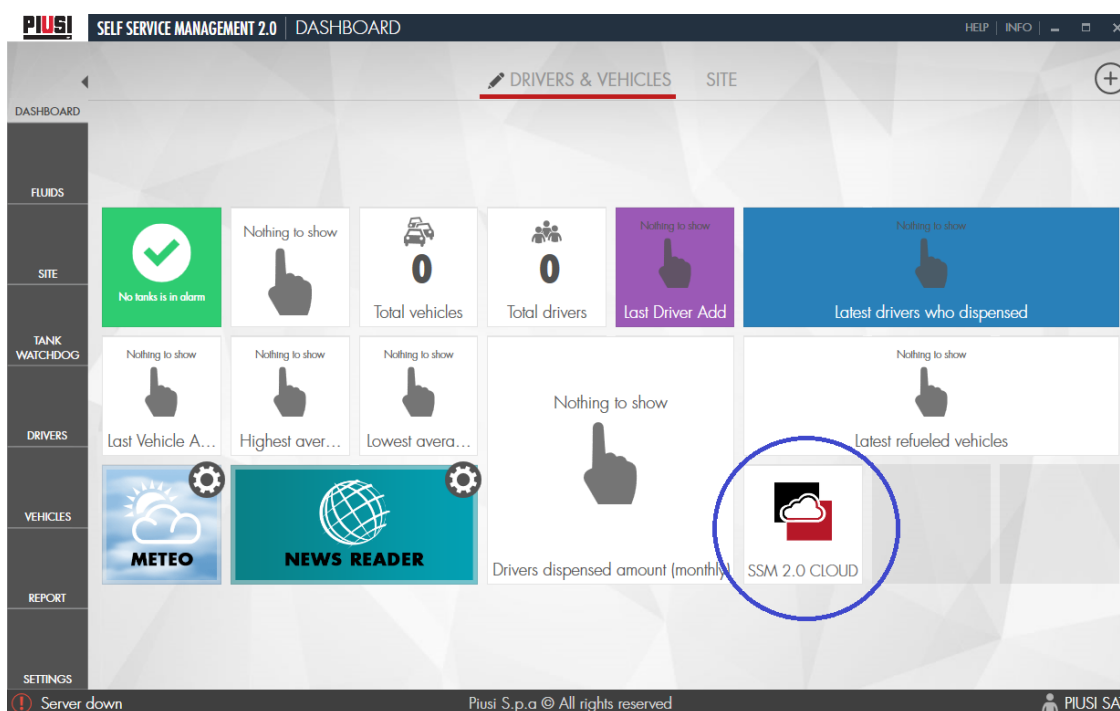 PIUSI SELF SERVICE MANAGEMENT 2.0 DASHBOARD HELP INFO
DRIVERS & VEHICLES SITE
DASHBOARD
FLUIDS
SITE
TANK
WATCHDOG
DRIVERS
VEHICLES
REPORT
SETTINGS
No tanks is in alarm
Nothing to show
0
Total vehicles
0
Total drivers
Nothing to show
Last Driver Add
Nothing to show
Latest drivers who dispensed
Nothing to show
Last Vehicle A...
Nothing to show
Highest aver...
Nothing to show
Lowest avera...
Nothing to show
Drivers dispensed amount (monthly)
Nothing to show
Latest refueled vehicles
METEO
NEWS READER
SSM 2.0 CLOUD
Server down
Piusi S.p.a © All rights reserved
PIUSI